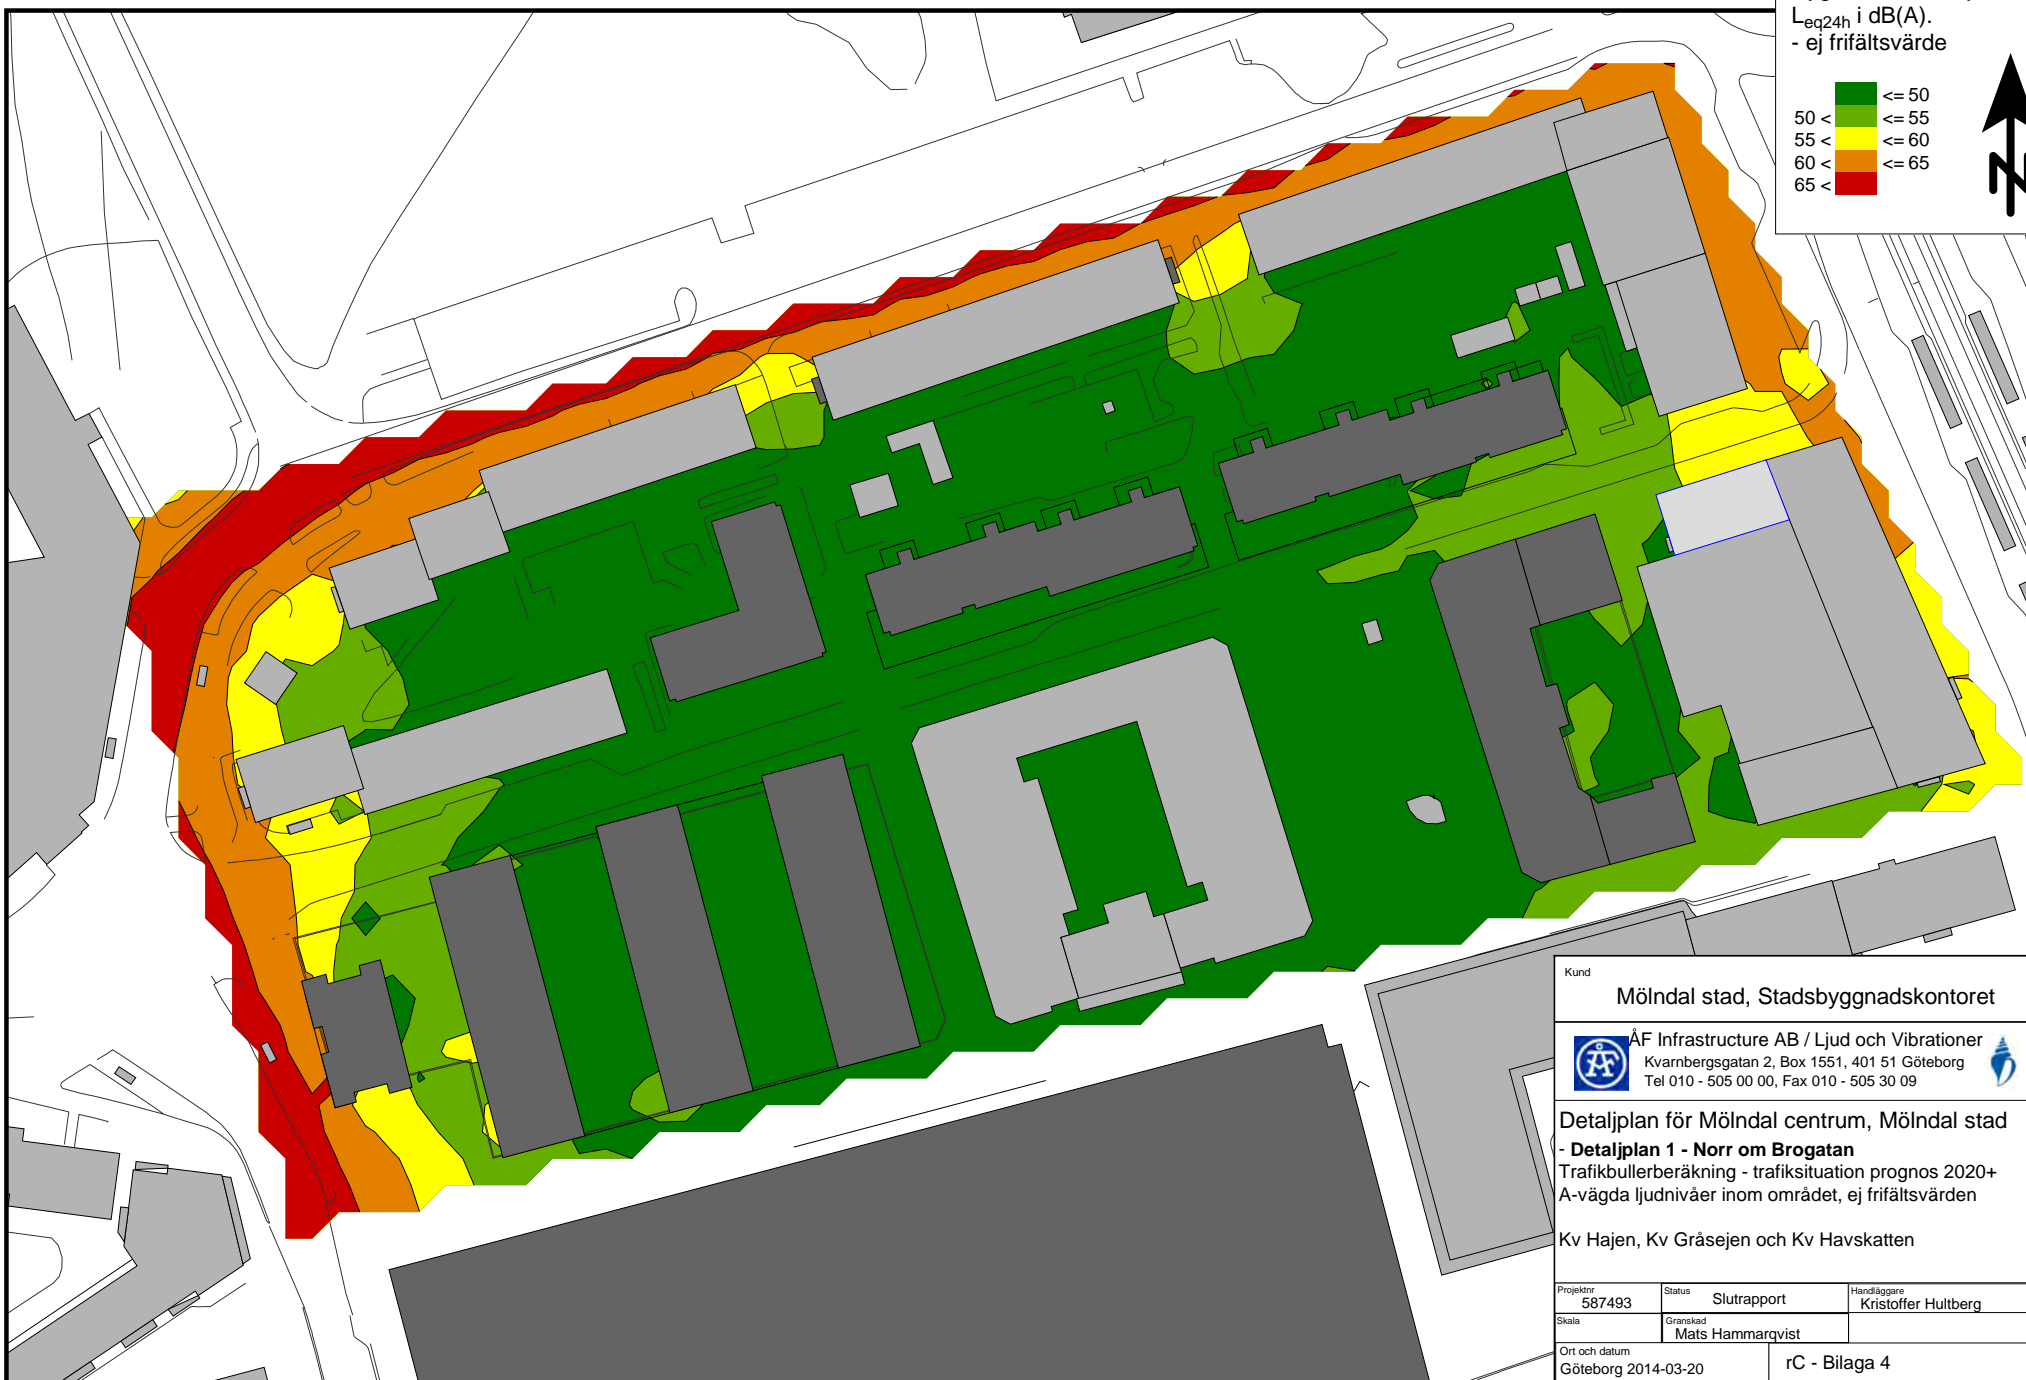 L_eq24h i dB(A).
- ej frifältsvärde
<= 50
50 < <= 55
55 < <= 60
60 < <= 65
65 <
N
Kund
Mölndal stad, Stadsbyggnadskontoret
ÅF
ÅF Infrastructure AB / Ljud och Vibrationer
Kvarnbergsgatan 2, Box 1551, 401 51 Göteborg
Tel 010 - 505 00 00, Fax 010 - 505 30 09
Detaljplan för Mölndal centrum, Mölndal stad
- Detaljplan 1 - Norr om Brogatan
Trafikbullerberäkning - trafiksituation prognos 2020+
A-vägda ljudnivåer inom området, ej frifältsvärden
Kv Hajen, Kv Gråsejen och Kv Havskatten
Projektnr
587493
Status
Slutrapport
Handläggare
Kristoffer Hultberg
Skala
Granskad
Mats Hammarqvist
Ort och datum
Göteborg 2014-03-20
rC - Bilaga 4